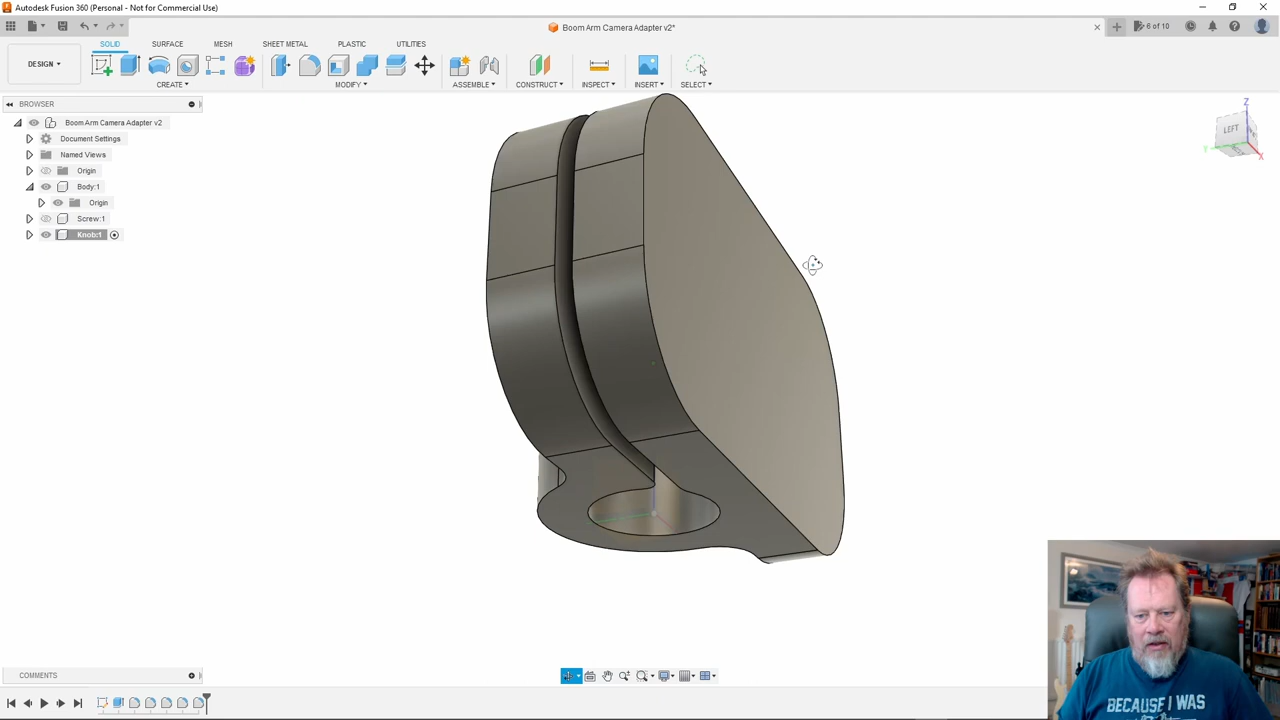 Autodesk Fusion 360 (Personal - Not for Commercial Use)
Boom Arm Camera Adapter v2*
6 of 10
SOLID
SURFACE
MESH
SHEET METAL
PLASTIC
UTILITIES
DESIGN
CREATE
MODIFY
ASSEMBLE
CONSTRUCT
INSPECT
INSERT
SELECT
BROWSER
Boom Arm Camera Adapter v2
Document Settings
Named Views
Origin
Body:1
Origin
Screw:1
Knob:1
Z
LEFT
Y
X
COMMENTS
BECAUSE I WAS